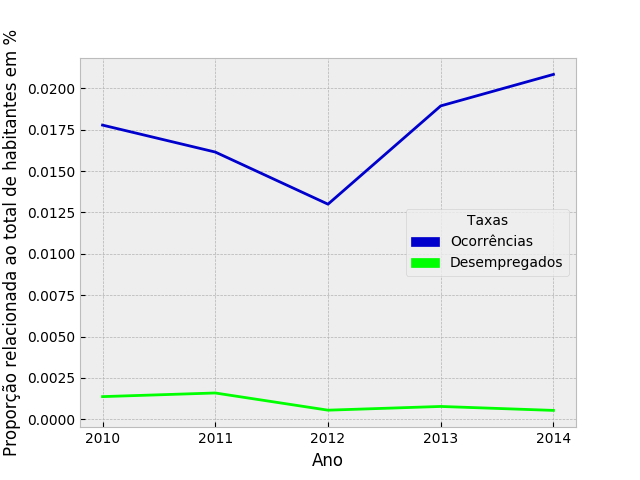 Proporção relacionada ao total de habitantes em %
0.0200
0.0175
0.0150
0.0125
0.0100
0.0075
0.0050
0.0025
0.0000
Taxas
Ocorrências
Desempregados
2010 2011 2012 2013 2014
Ano